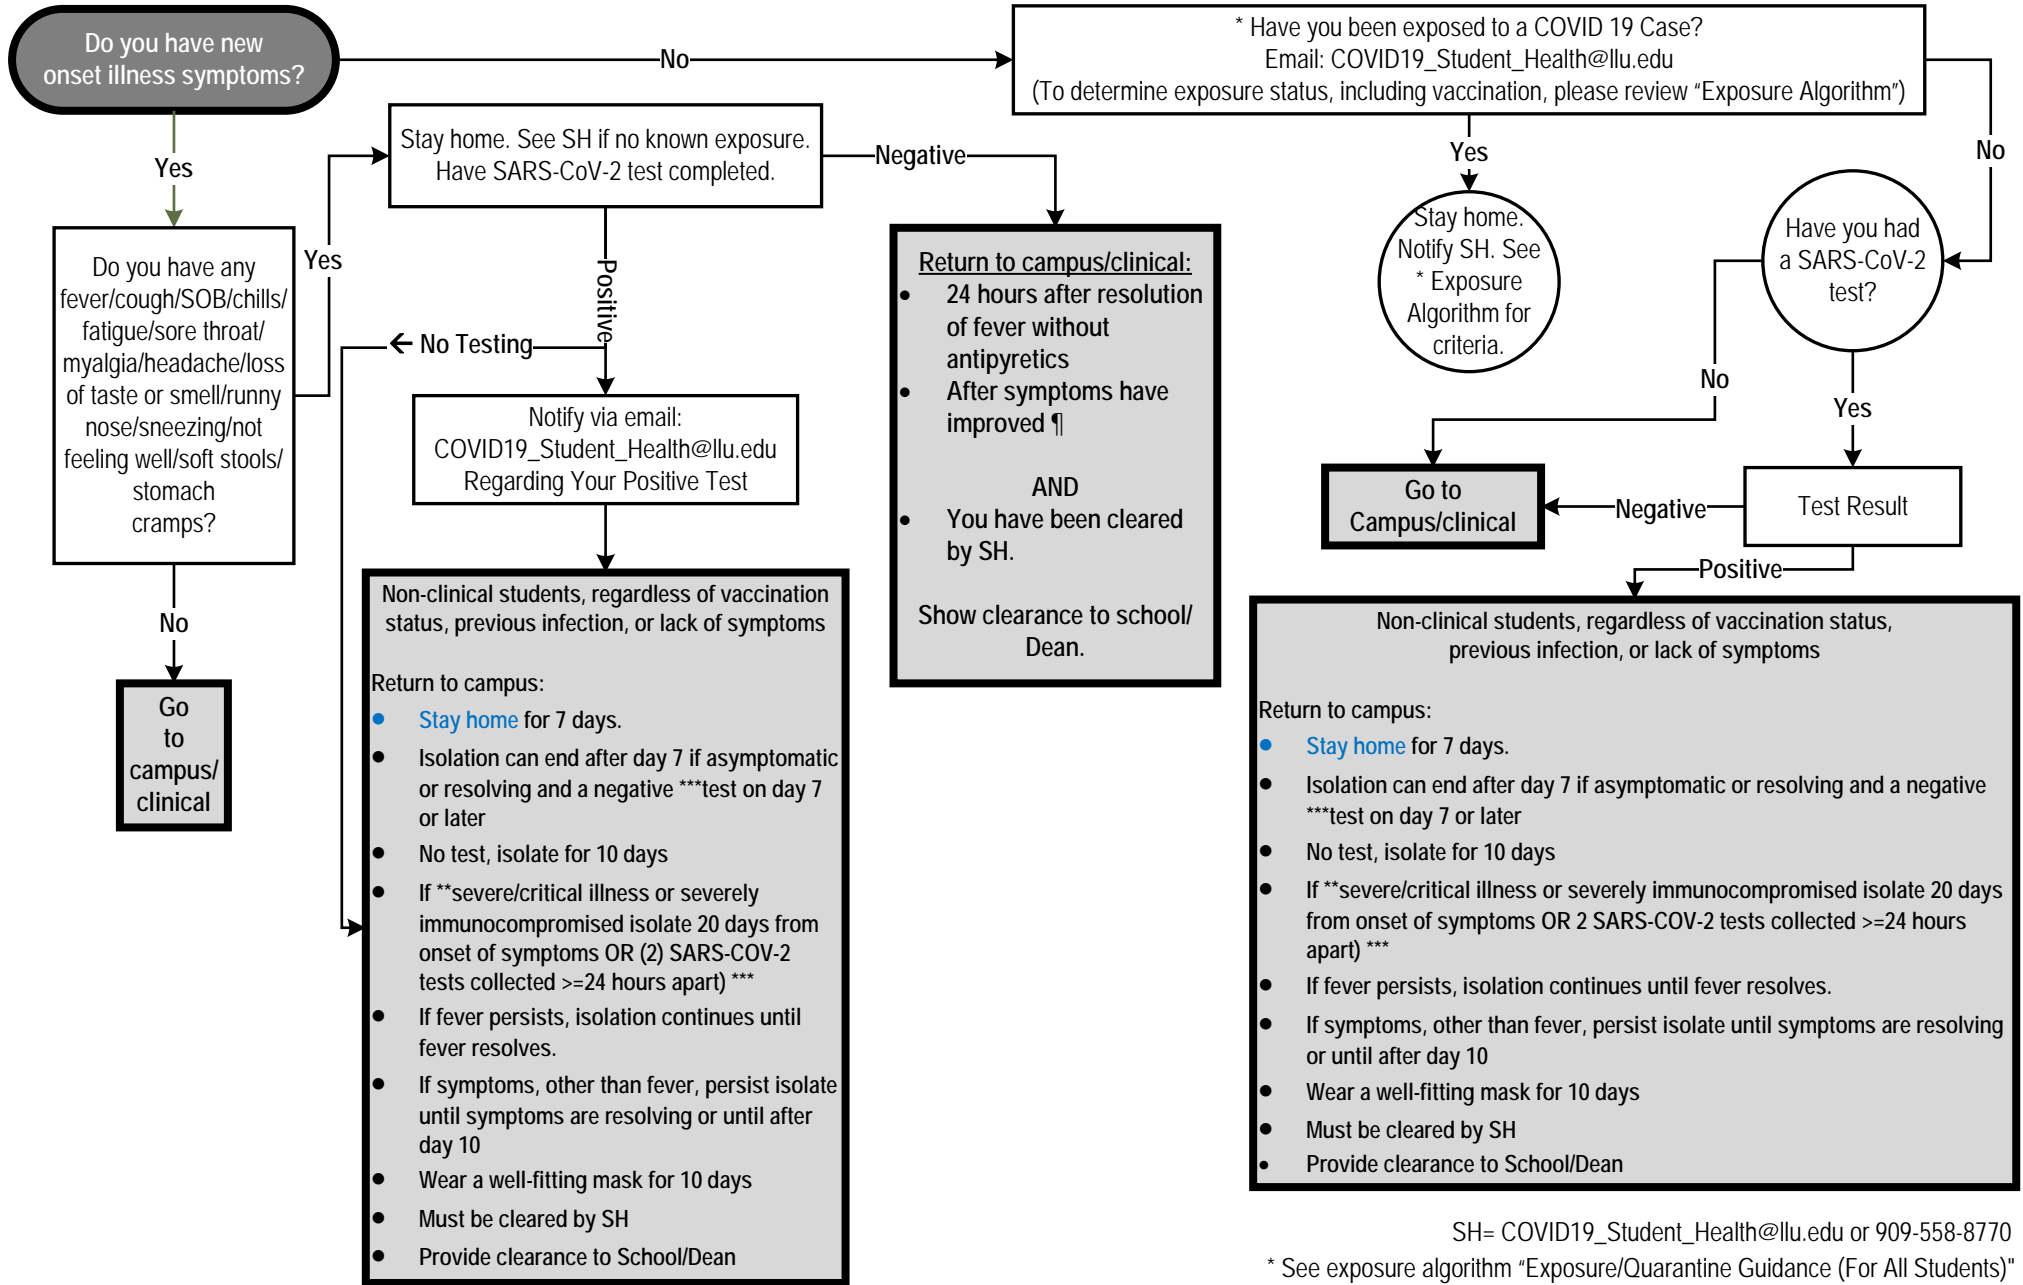 Do you have new
onset illness symptoms?
No
* Have you been exposed to a COVID 19 Case?
Email: COVID19_Student_Health@llu.edu
(To determine exposure status, including vaccination, please review “Exposure Algorithm”)
Yes
Stay home. See SH if no known exposure.
Have SARS-CoV-2 test completed.
Negative
Yes
No
Do you have any
fever/cough/SOB/chills/
fatigue/sore throat/
myalgia/headache/loss
of taste or smell/runny
nose/sneezing/not
feeling well/soft stools/
stomach
cramps?
Yes
Positive
← No Testing
Notify via email:
COVID19_Student_Health@llu.edu
Regarding Your Positive Test
Return to campus/clinical:
• 24 hours after resolution
of fever without
antipyretics
• After symptoms have
improved ¶
AND
• You have been cleared
by SH.
Show clearance to school/
Dean.
Stay home.
Notify SH. See
* Exposure
Algorithm for
criteria.
Have you had
a SARS-CoV-2
test?
No
Yes
Go to
Campus/clinical
Negative
Test Result
Positive
No
Go
to
campus/
clinical
Non-clinical students, regardless of vaccination
status, previous infection, or lack of symptoms
Return to campus:
• Stay home for 7 days.
• Isolation can end after day 7 if asymptomatic
or resolving and a negative ***test on day 7
or later
• No test, isolate for 10 days
• If **severe/critical illness or severely
immunocompromised isolate 20 days from
onset of symptoms OR (2) SARS-COV-2
tests collected >=24 hours apart) ***
• If fever persists, isolation continues until
fever resolves.
• If symptoms, other than fever, persist isolate
until symptoms are resolving or until after
day 10
• Wear a well-fitting mask for 10 days
• Must be cleared by SH
• Provide clearance to School/Dean
Non-clinical students, regardless of vaccination status,
previous infection, or lack of symptoms
Return to campus:
• Stay home for 7 days.
• Isolation can end after day 7 if asymptomatic or resolving and a negative
***test on day 7 or later
• No test, isolate for 10 days
• If **severe/critical illness or severely immunocompromised isolate 20 days
from onset of symptoms OR 2 SARS-COV-2 tests collected >=24 hours
apart) ***
• If fever persists, isolation continues until fever resolves.
• If symptoms, other than fever, persist isolate until symptoms are resolving
or until after day 10
• Wear a well-fitting mask for 10 days
• Must be cleared by SH
• Provide clearance to School/Dean
SH= COVID19_Student_Health@llu.edu or 909-558-8770
* See exposure algorithm “Exposure/Quarantine Guidance (For All Students)"